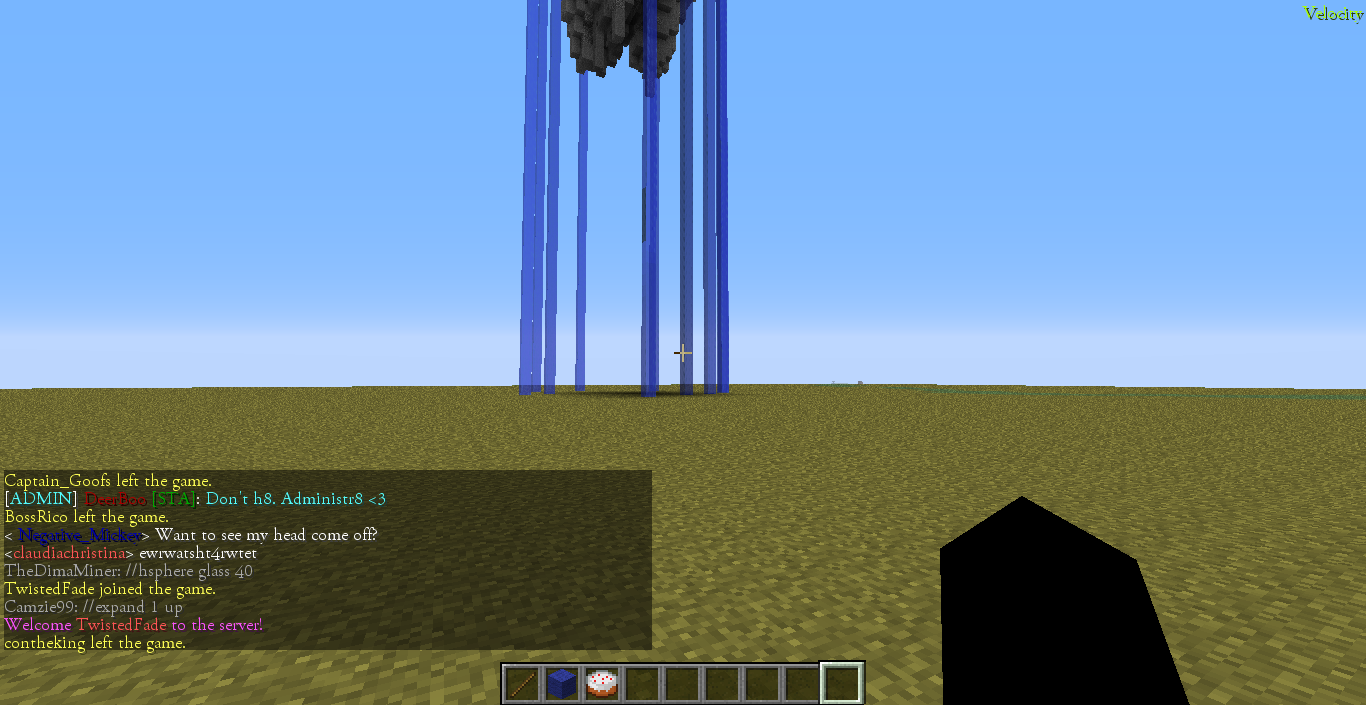 Velocity
Captain_Goofs left the game.
[ADMIN] DeerBoo [STA]: Don't h8. Administr8 <3
BossRico left the game.
< Negative_Mickes> Want to see my head come off?
<claudiachristina> ewrwatsht4rwtet
TheDimaMiner: //hsphere glass 40
TwistedFade joined the game.
Camzie99: //expand 1 up
Welcome TwistedFade to the server!
contheking left the game.